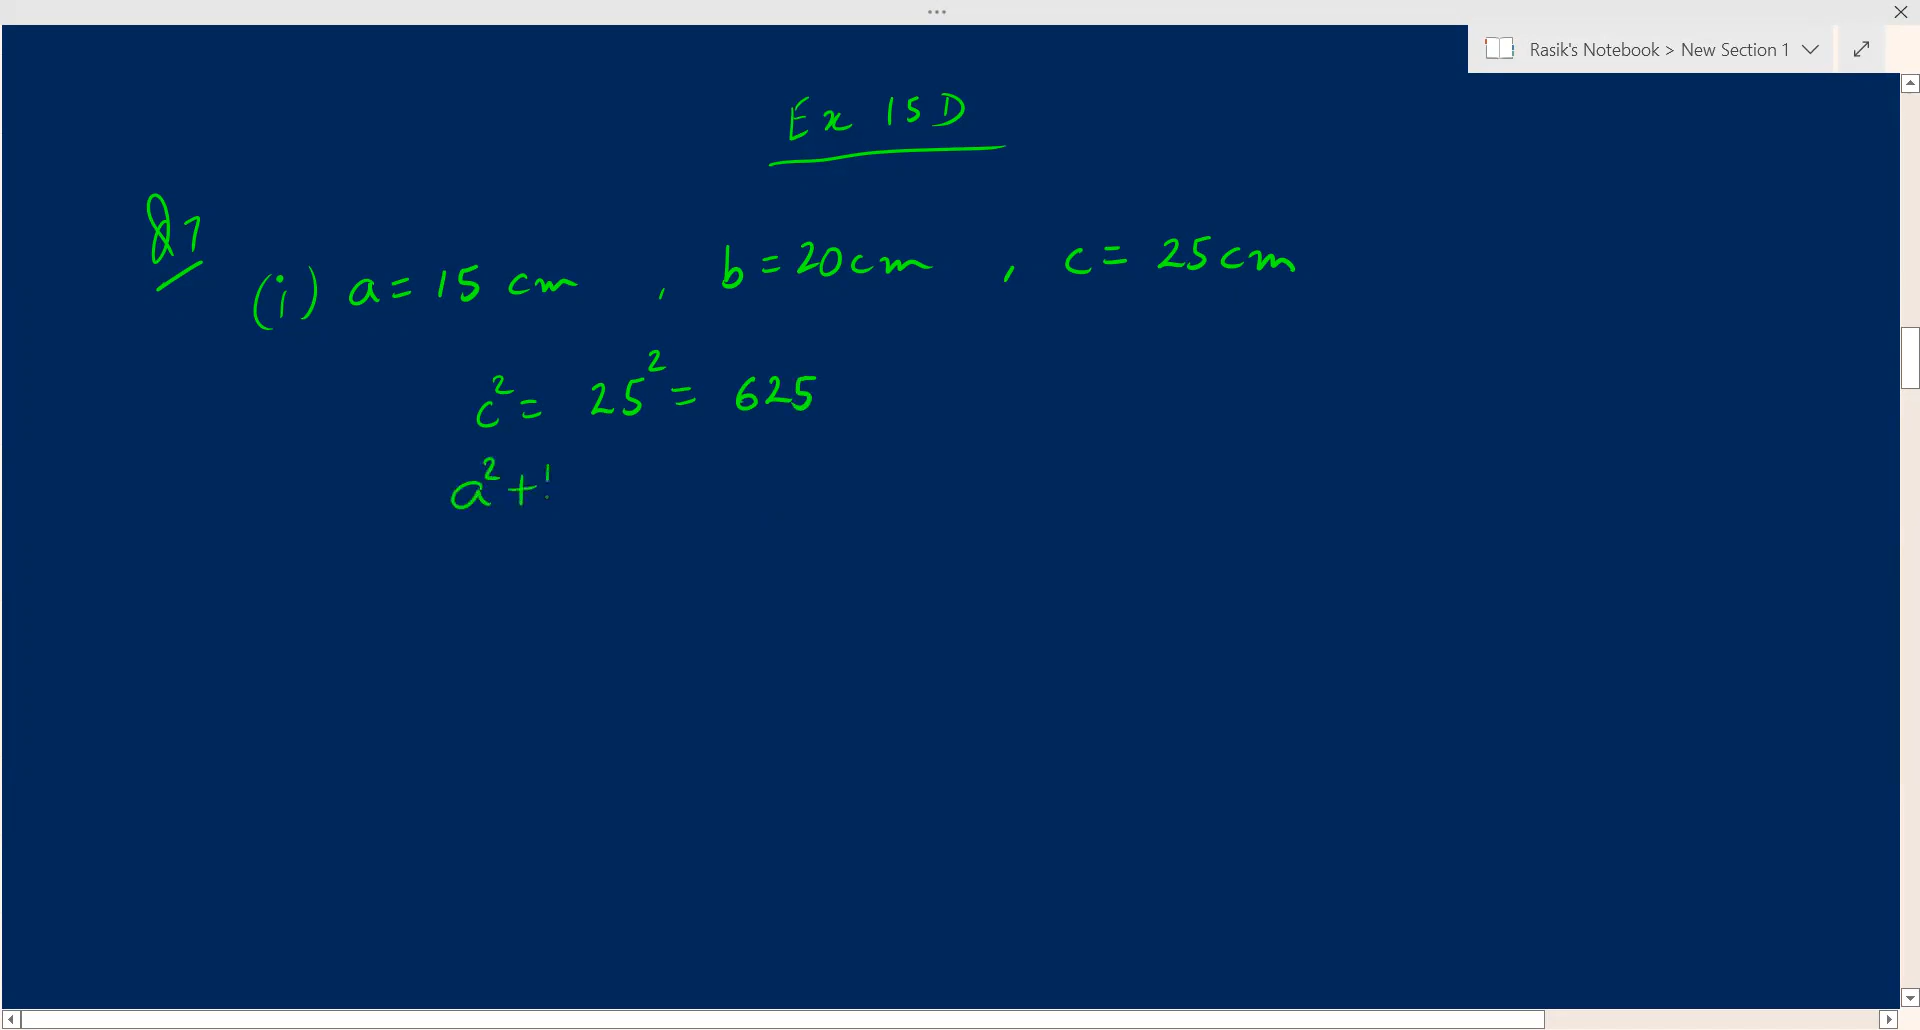 Rasik's Notebook > New Section 1
Ex 15D
Q7
(i) a = 15 cm , b = 20cm , c = 25cm
c² = 25² = 625
a² +